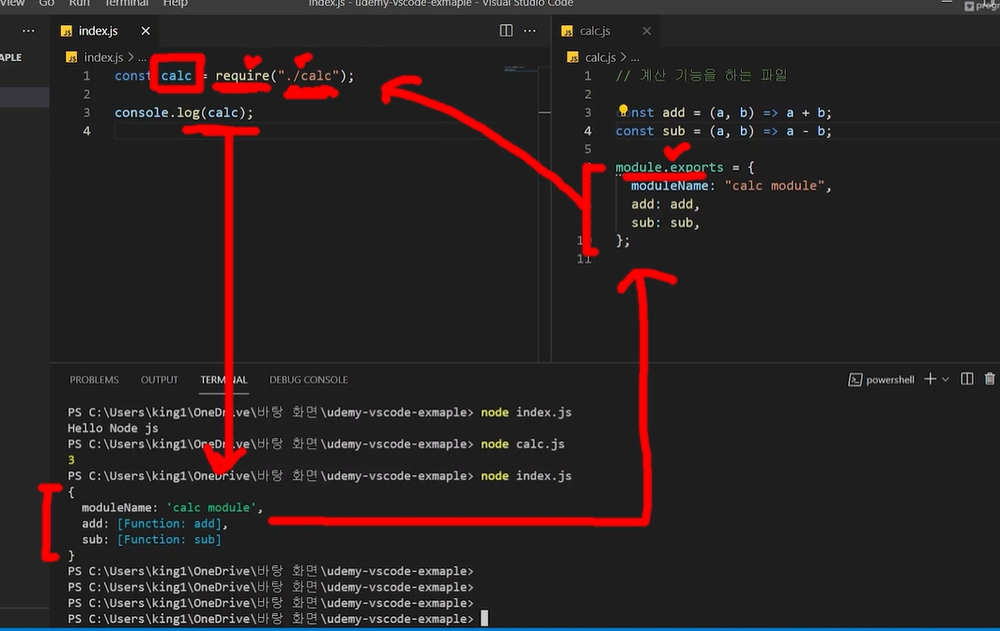 View Go Run Terminal Help
index.js - udemy-vscode-exmaple - Visual Studio Code
APLE
index.js
index.js > ...
1 const calc = require("./calc");
2
3 console.log(calc);
4
calc.js
calc.js > ...
1 // 계산 기능을 하는 파일
2
3 const add = (a, b) => a + b;
4 const sub = (a, b) => a - b;
5
module.exports = {
moduleName: "calc module",
add: add,
sub: sub,
10 };
11
PROBLEMS OUTPUT TERMINAL DEBUG CONSOLE
powershell
PS C:\Users\king1\OneDrive\바탕 화면\udemy-vscode-exmaple> node index.js
Hello Node js
PS C:\Users\king1\OneDrive\바탕 화면\udemy-vscode-exmaple> node calc.js
3
PS C:\Users\king1\OneDrive\바탕 화면\udemy-vscode-exmaple> node index.js
{
moduleName: 'calc module',
add: [Function: add],
sub: [Function: sub]
}
PS C:\Users\king1\OneDrive\바탕 화면\udemy-vscode-exmaple>
PS C:\Users\king1\OneDrive\바탕 화면\udemy-vscode-exmaple>
PS C:\Users\king1\OneDrive\바탕 화면\udemy-vscode-exmaple>
PS C:\Users\king1\OneDrive\바탕 화면\udemy-vscode-exmaple>